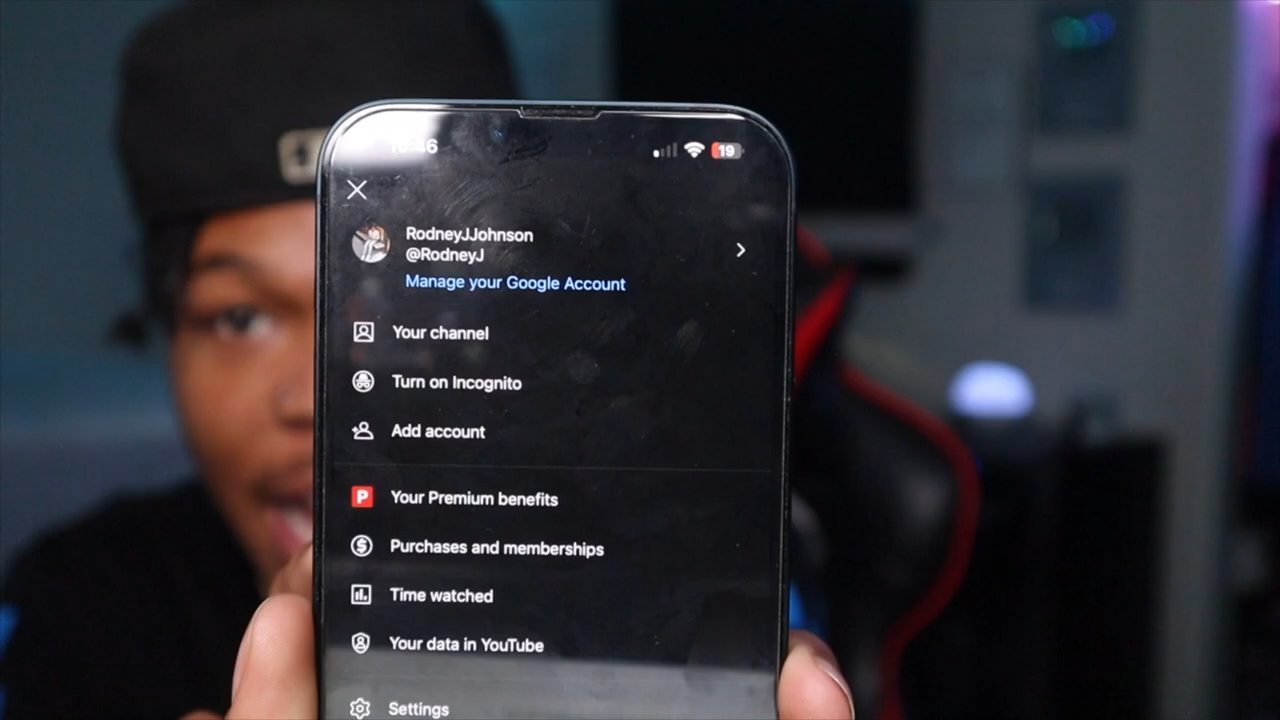 19
RodneyJJohnson
@RodneyJ
Manage your Google Account
Your channel
Turn on Incognito
Add account
P Your Premium benefits
$ Purchases and memberships
Time watched
Your data in YouTube
Settings